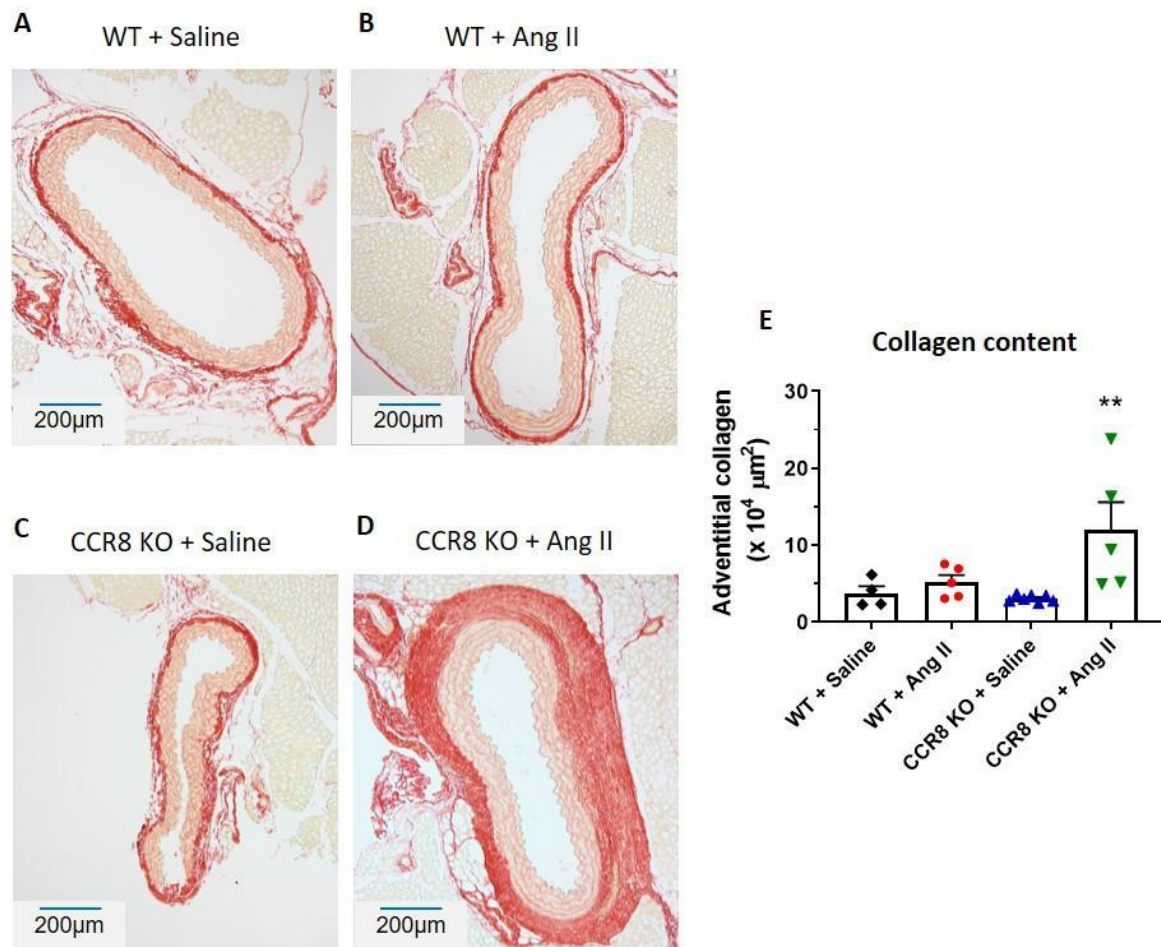 A
WT + Saline
B
WT + Ang II
200µm
200µm
C
CCR8 KO + Saline
D
CCR8 KO + Ang II
200µm
200µm
E
Collagen content
Adventitial collagen
(x 10⁴ µm²)
30
20
10
0
**
WT + Saline
WT + Ang II
CCR8 KO + Saline
CCR8 KO + Ang II